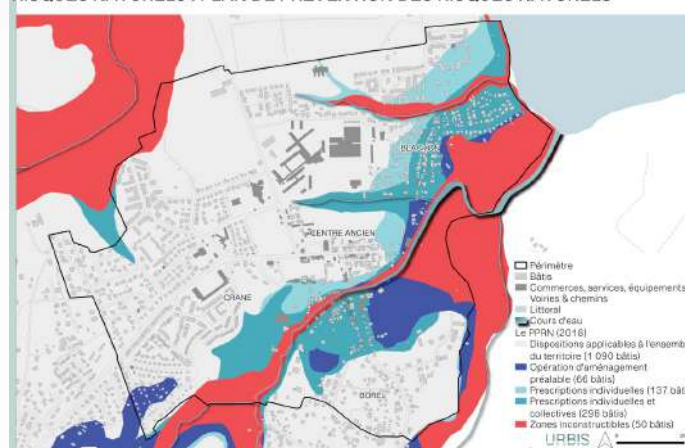 RISQUES NATURELS : PLAN DE PRÉVENTION DES RISQUES NATURELS
BLANCHET
CENTRE ANCIEN
CRANE
BOREL
Périmètre
Bâtis
Commerces, services, équipements
Voiries & chemins
Littoral
Cours d'eau
Le PPRN (2018)
Dispositions applicables à l'ensemb
du territoire (1 090 bâtis)
Opération d'aménagement
préalable (66 bâtis)
Prescriptions individuelles (137 bât
Prescriptions individuelles et
collectives (296 bâtis)
Zones inconstructibles (50 bâtis)
URBIS